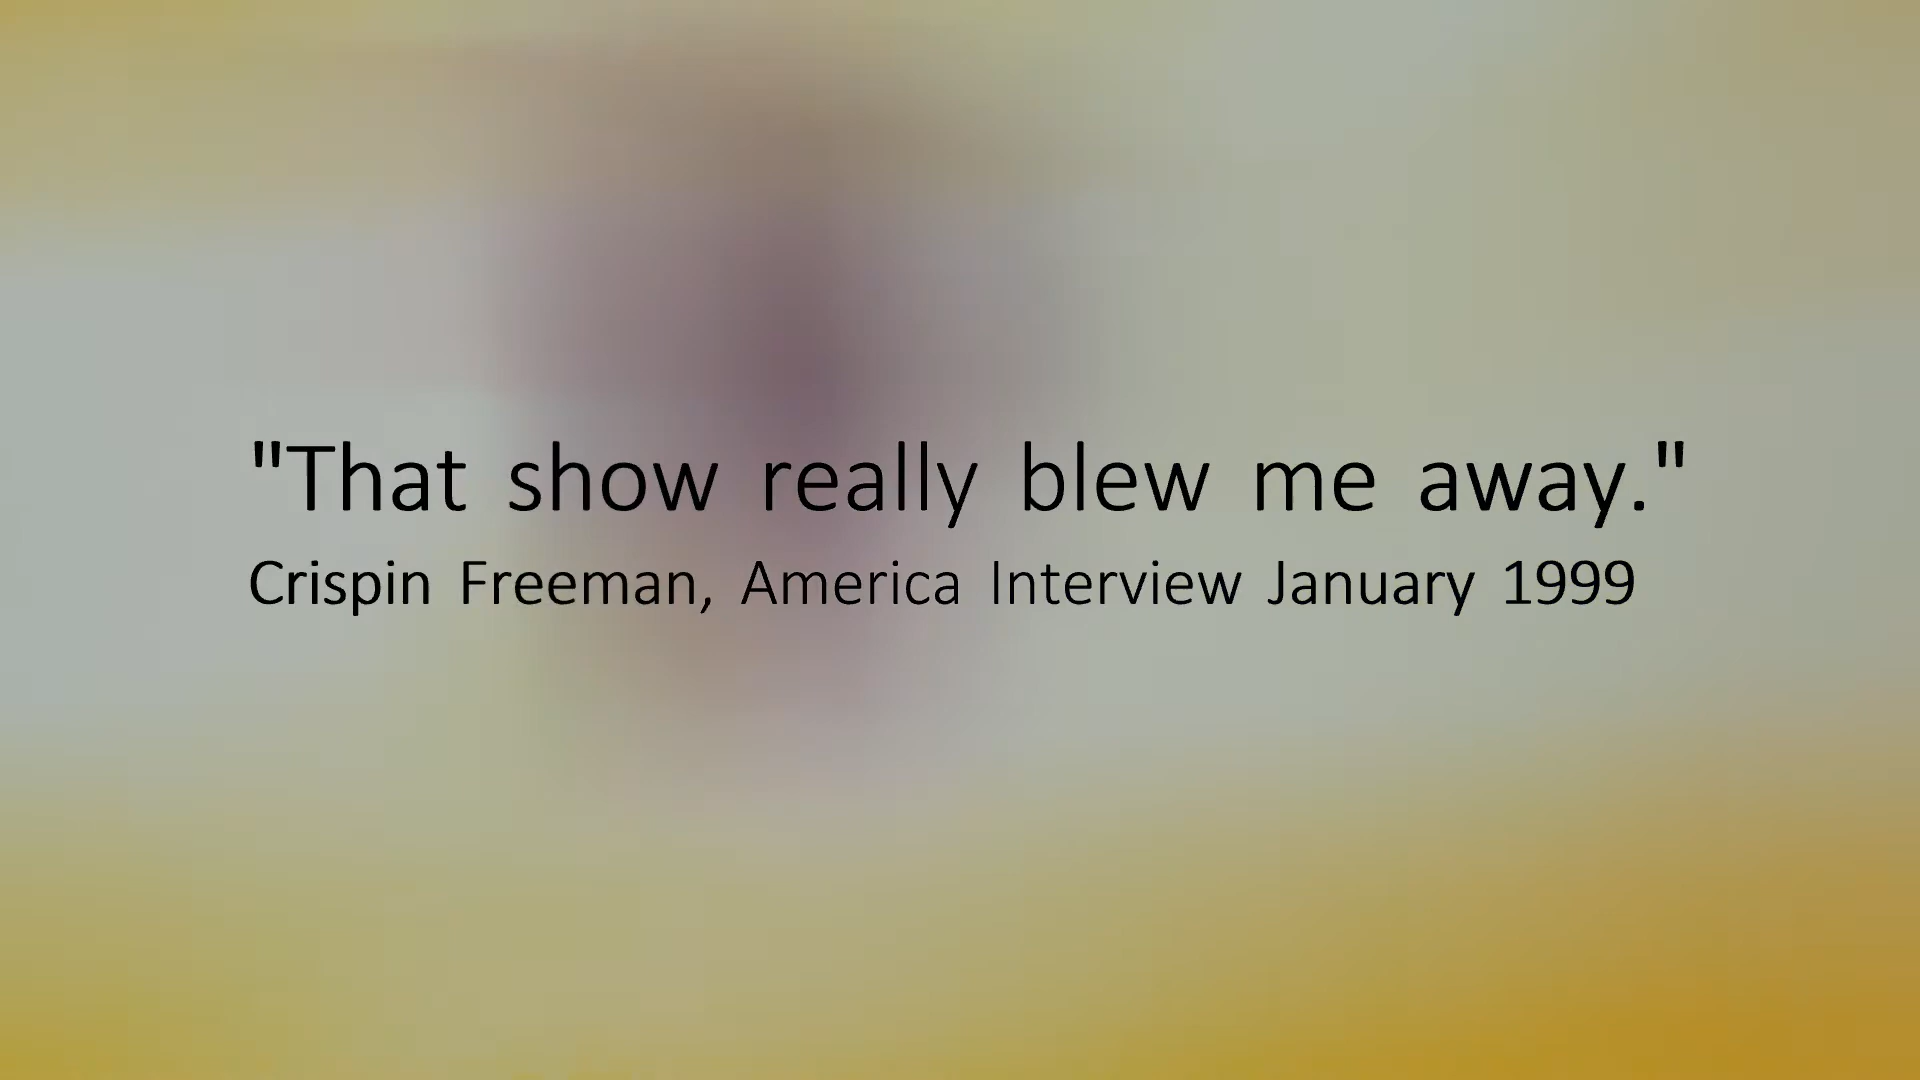 "That show really blew me away."
Crispin Freeman, America Interview January 1999